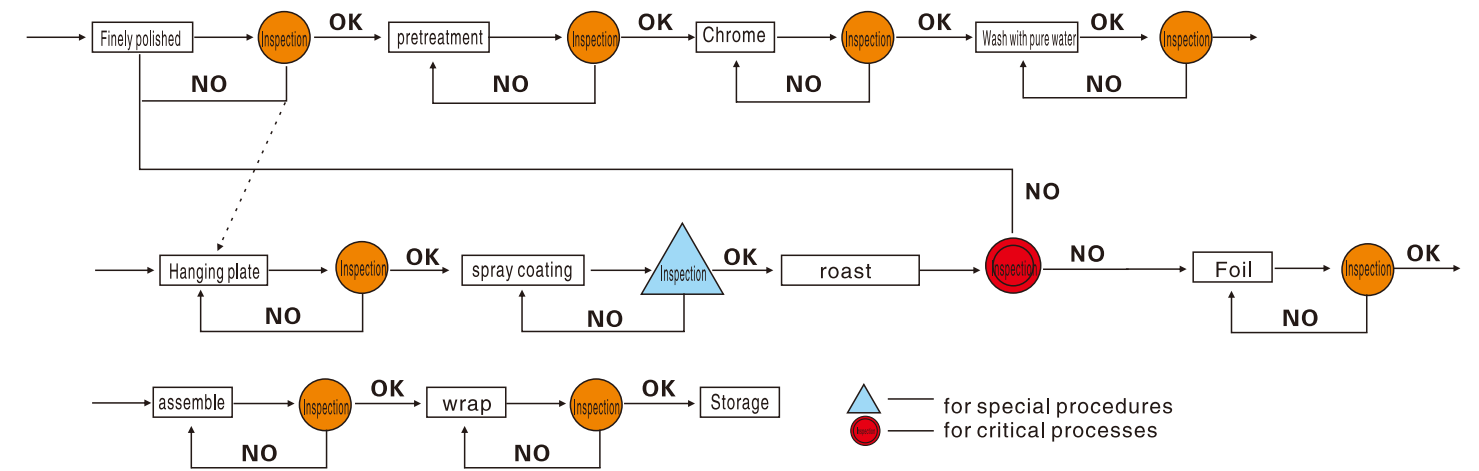 Finely polished Inspection OK pretreatment Inspection OK Chrome Inspection OK Wash with pure water OK Inspection
NO NO NO NO
NO
Hanging plate Inspection OK spray coating Inspection OK roast Inspection NO Foil Inspection OK
NO NO NO
assemble Inspection OK wrap Inspection OK Storage
for special procedures
NO NO
for critical processes